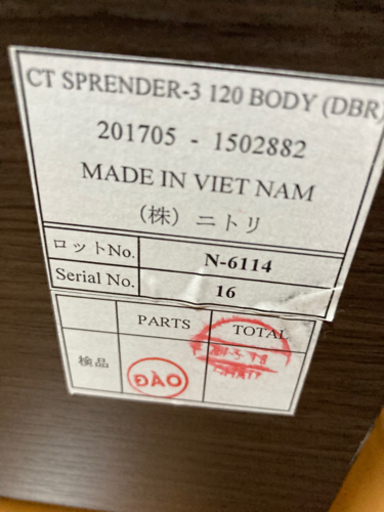 CT SPRENDER-3 120 BODY (DBR)
201705 - 1502882
MADE IN VIET NAM
（株）ニトリ
ロットNo. N-6114
Serial No. 16
PARTS TOTAL
検品 ĐÀO